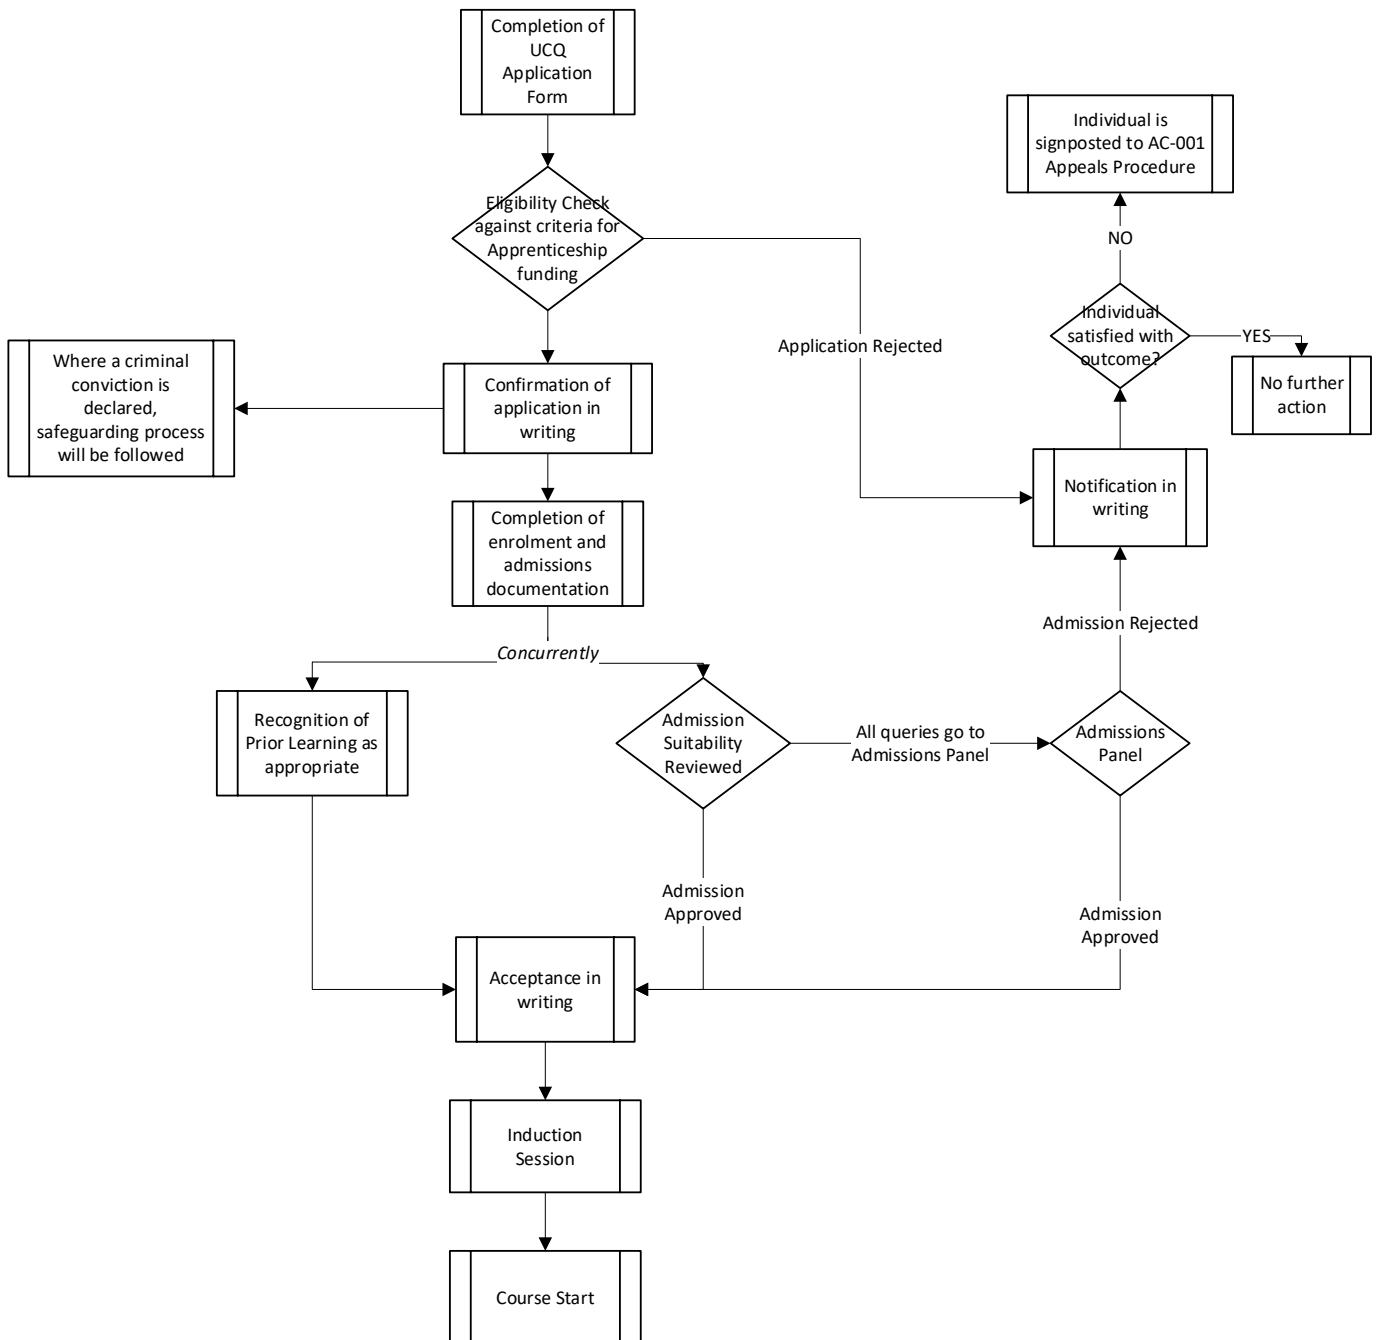 Completion of
UCQ
Application
Form
Individual is
signposted to AC-001
Appeals Procedure
Eligibility Check
against criteria for
Apprenticeship
funding
NO
Individual
satisfied with
outcome?
YES
No further
action
Application Rejected
Where a criminal
conviction is
declared,
safeguarding process
will be followed
Confirmation of
application in
writing
Notification in
writing
Completion of
enrolment and
admissions
documentation
Admission Rejected
Concurrently
Recognition of
Prior Learning as
appropriate
Admission
Suitability
Reviewed
All queries go to
Admissions Panel
Admissions
Panel
Admission
Approved
Admission
Approved
Acceptance in
writing
Induction
Session
Course Start